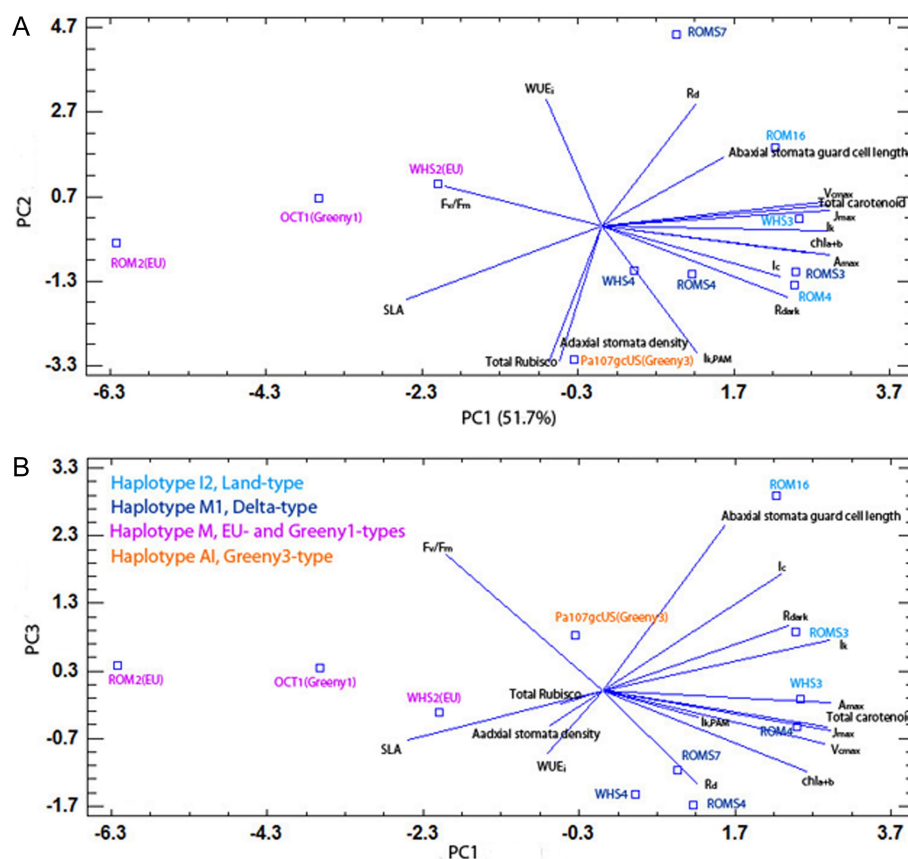 A
4.7
ROMS7
WUEi
Rd
2.7
ROM16
Abaxial stomata guard cell length
WHS2(EU)
0.7
Fv/Fm
Vcmax
Total carotenoid
OCT1(Greeny1)
Jmax
WHS3
Ik
PC2
ROM2(EU)
chla+b
Amax
Ic
-1.3
WHS4
ROMS4
ROMS3
ROM4
SLA
Rdark
Adaxial stomata density
-3.3
Total Rubisco
Pa107gcUS(Greeny3)
Ik,PAM
-6.3
-4.3
-2.3
-0.3
1.7
3.7
PC1 (51.7%)
B
3.3
Haplotype I2, Land-type
ROM16
Haplotype M1, Delta-type
Abaxial stomata guard cell length
2.3
Haplotype M, EU- and Greeny1-types
Fv/Fm
Haplotype AI, Greeny3-type
Ic
1.3
Pa107gcUS(Greeny3)
Rdark
ROMS3
Ik
PC3
0.3
ROM2(EU)
OCT1(Greeny1)
WHS3
WHS2(EU)
Total Rubisco
Amax
Total carotenoid
Ik,PAM
Aadxial stomata density
ROM4
Jmax
-0.7
SLA
Vcmax
WUEi
ROMS7
Rd
chla+b
WHS4
ROMS4
-1.7
-6.3
-4.3
-2.3
-0.3
1.7
3.7
PC1